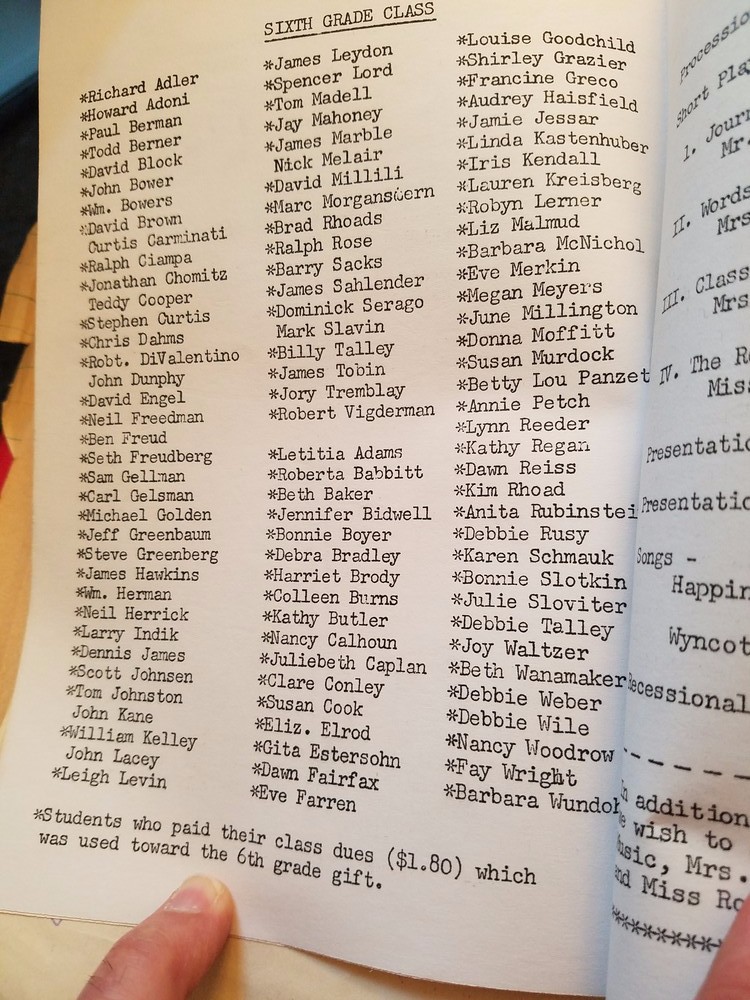 SIXTH GRADE CLASS
*Richard Adler
*Howard Adoni
*Paul Berman
*Todd Berner
*David Block
*John Bower
*Wm. Bowers
*David Brown
Curtis Carminati
*Ralph Ciampa
*Jonathan Chomitz
Teddy Cooper
*Stephen Curtis
*Chris Dahms
*Robt. DiValentino
John Dunphy
*David Engel
*Neil Freedman
*Ben Freud
*Seth Freudberg
*Sam Gellman
*Carl Gelsman
*Michael Golden
*Jeff Greenbaum
*Steve Greenberg
*James Hawkins
*Wm. Herman
*Neil Herrick
*Larry Indik
*Dennis James
*Scott Johnsen
*Tom Johnston
John Kane
*William Kelley
John Lacey
*Leigh Levin
*James Leydon
*Spencer Lord
*Tom Madell
*Jay Mahoney
*James Marble
Nick Melair
*David Millili
*Marc Morganstern
*Brad Rhoads
*Ralph Rose
*Barry Sacks
*James Sahlender
*Dominick Serago
Mark Slavin
*Billy Talley
*James Tobin
*Jory Tremblay
*Robert Vigderman
*Letitia Adams
*Roberta Babbitt
*Beth Baker
*Jennifer Bidwell
*Bonnie Boyer
*Debra Bradley
*Harriet Brody
*Colleen Burns
*Kathy Butler
*Nancy Calhoun
*Juliebeth Caplan
*Clare Conley
*Susan Cook
*Eliz. Elrod
*Gita Estersohn
*Dawn Fairfax
*Eve Farren
*Louise Goodchild
*Shirley Grazier
*Francine Greco
*Audrey Haisfield
*Jamie Jessar
*Linda Kastenhuber
*Iris Kendall
*Lauren Kreisberg
*Robyn Lerner
*Liz Malmud
*Barbara McNichol
*Eve Merkin
*Megan Meyers
*June Millington
*Donna Moffitt
*Susan Murdock
*Betty Lou Panzet
*Annie Petch
*Lynn Reeder
*Kathy Regan
*Dawn Reiss
*Kim Rhoad
*Anita Rubinstei
*Debbie Rusy
*Karen Schmauk
*Bonnie Slotkin
*Julie Sloviter
*Debbie Talley
*Joy Waltzer
*Beth Wanamaker
*Debbie Weber
*Debbie Wile
*Nancy Woodrow
*Fay Wright
*Barbara Wundoh
*Students who paid their class dues ($1.80) which
was used toward the 6th grade gift.
Processio
Short Pla
I. Journ
Mr.
II. Words
Mrs
III. Class
Mrs
IV. The R
Miss
Presentatio
Presentatio
Songs -
Happin
Wyncot
Recessional
In addition
we wish to
Music, Mrs.
and Miss Ro